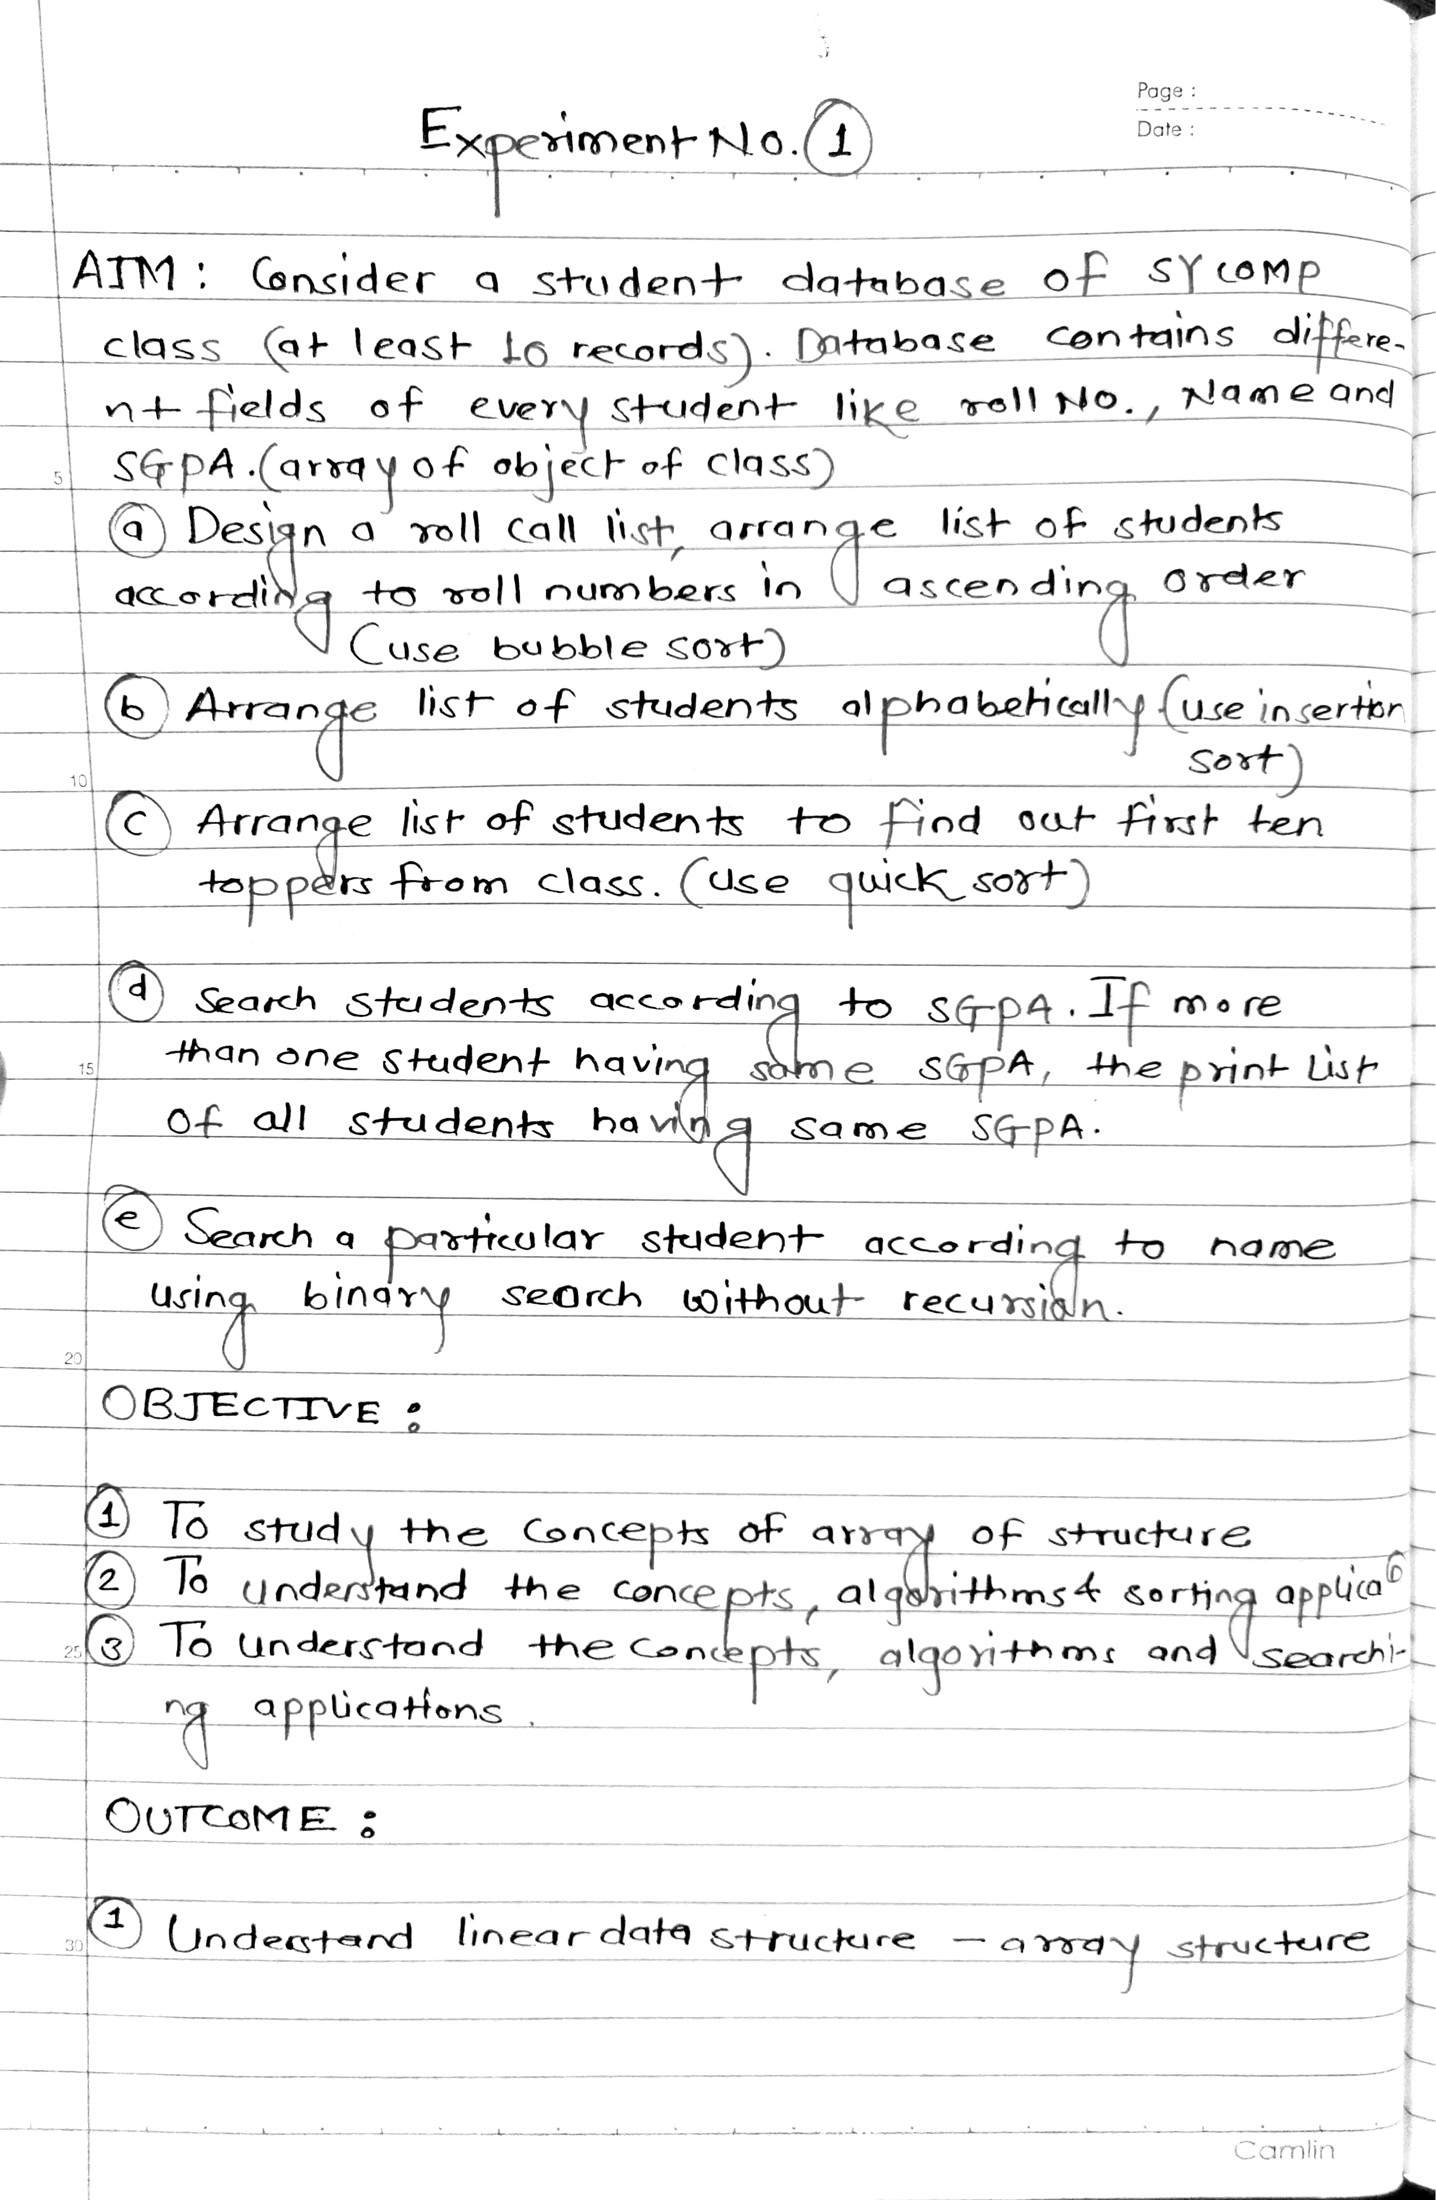 Page :
Date :
Experiment No. 1
AIM : Consider a student database of SY COMP
class (at least 10 records). Database contains differe-
nt fields of every student like roll No., Name and
5
SGPA. (array of object of class)
a Design a roll call list, arrange list of students
according to roll numbers in ascending order
(use bubble sort)
b Arrange list of students alphabetically (use insertion
sort)
10
c Arrange list of students to find out first ten
toppers from class. (use quick sort)
d Search students according to SGPA. If more
than one student having same SGPA, the print list
15
of all students having same SGPA.
e Search a particular student according to name
using binary search without recursion.
20
OBJECTIVE :
1 To study the concepts of array of structure
2 To understand the concepts, algorithms & sorting
25
3 To understand the concepts, algorithms and searchi-
ng applications.
OUTCOME :
1 Understand linear data structure - array structure
30
Camlin